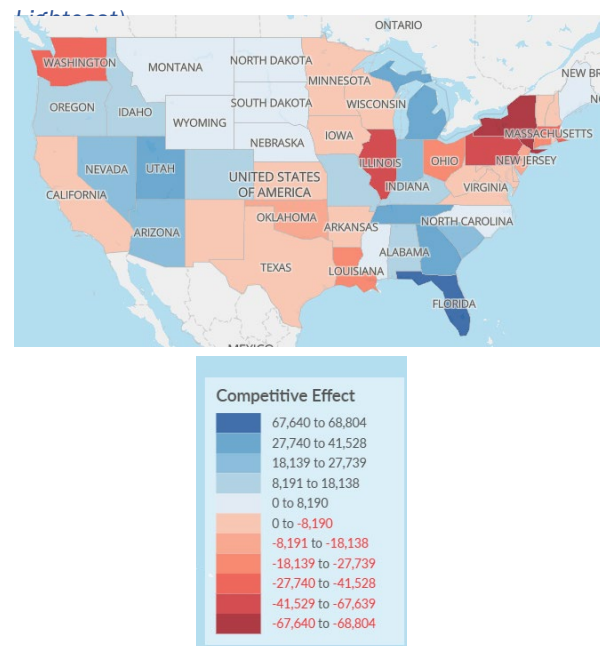 ONTARIO
WASHINGTON
MONTANA
NORTH DAKOTA
MINNESOTA
NEW BR
OREGON
IDAHO
SOUTH DAKOTA
WISCONSIN
WYOMING
MASSACHUSETTS
NEBRASKA
IOWA
ILLINOIS
OHIO
NEW JERSEY
NEVADA
UTAH
UNITED STATES
OF AMERICA
INDIANA
VIRGINIA
CALIFORNIA
OKLAHOMA
ARKANSAS
NORTH CAROLINA
ARIZONA
ALABAMA
TEXAS
LOUISIANA
FLORIDA
Competitive Effect
67,640 to 68,804
27,740 to 41,528
18,139 to 27,739
8,191 to 18,138
0 to 8,190
0 to -8,190
-8,191 to -18,138
-18,139 to -27,739
-27,740 to -41,528
-41,529 to -67,639
-67,640 to -68,804